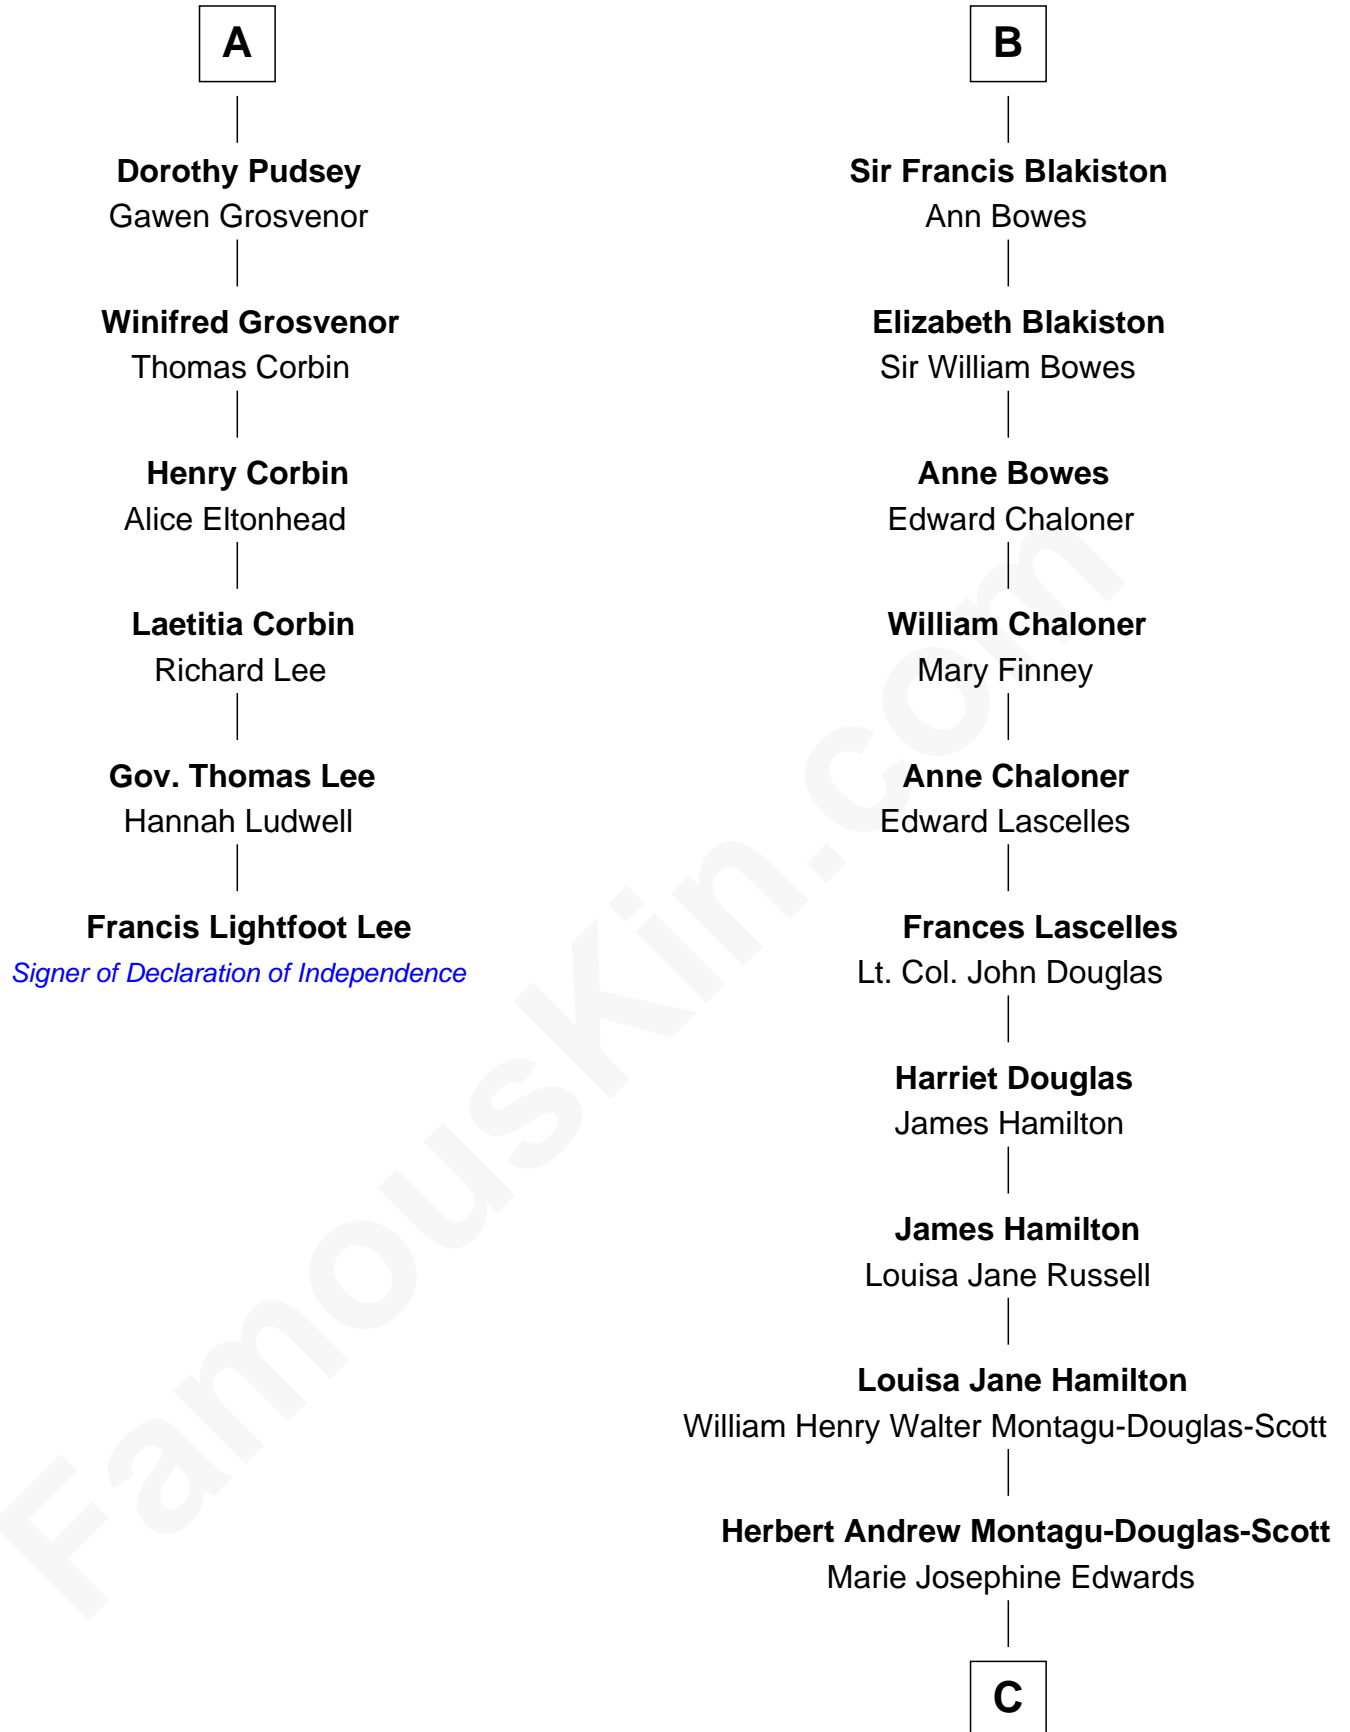 A
Dorothy Pudsey
Gawen Grosvenor
Winifred Grosvenor
Thomas Corbin
Henry Corbin
Alice Eltonhead
Laetitia Corbin
Richard Lee
Gov. Thomas Lee
Hannah Ludwell
Francis Lightfoot Lee
Signer of Declaration of Independence
B
Sir Francis Blakiston
Ann Bowes
Elizabeth Blakiston
Sir William Bowes
Anne Bowes
Edward Chaloner
William Chaloner
Mary Finney
Anne Chaloner
Edward Lascelles
Frances Lascelles
Lt. Col. John Douglas
Harriet Douglas
James Hamilton
James Hamilton
Louisa Jane Russell
Louisa Jane Hamilton
William Henry Walter Montagu-Douglas-Scott
Herbert Andrew Montagu-Douglas-Scott
Marie Josephine Edwards
C
FamousKin.com